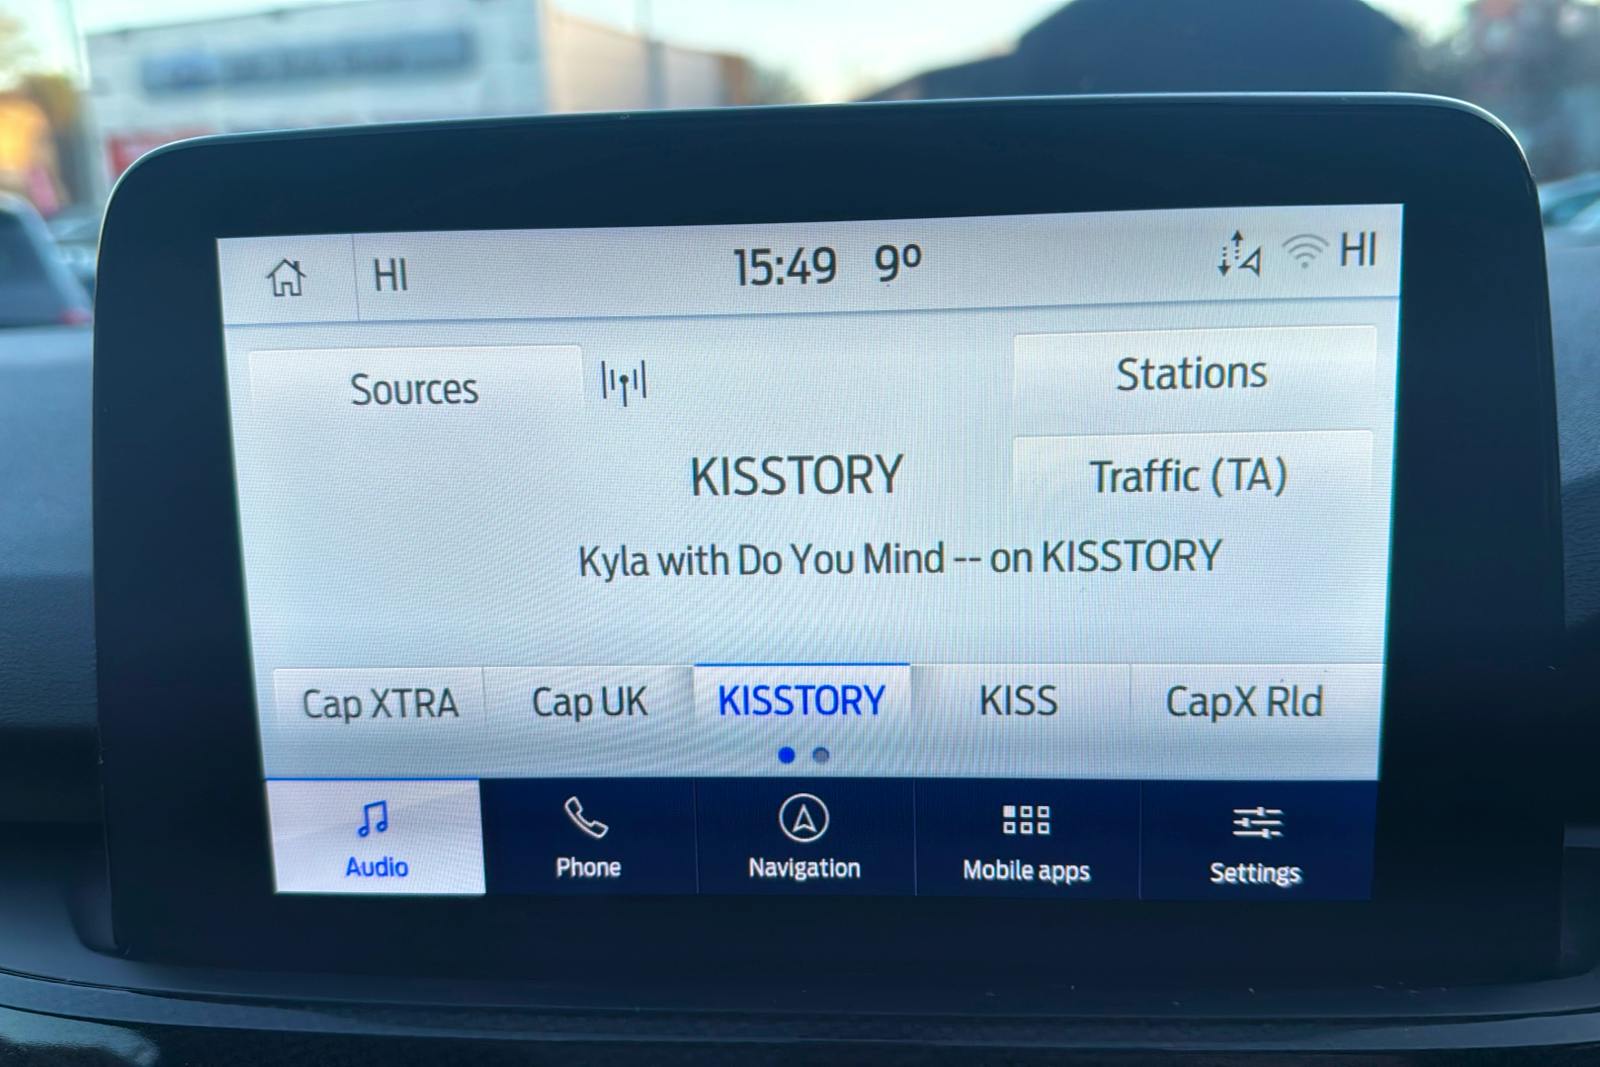 HI 15:49 9° HI
Sources Stations
KISSTORY Traffic (TA)
Kyla with Do You Mind -- on KISSTORY
Cap XTRA Cap UK KISSTORY KISS CapX Rld
Audio Phone Navigation Mobile apps Settings